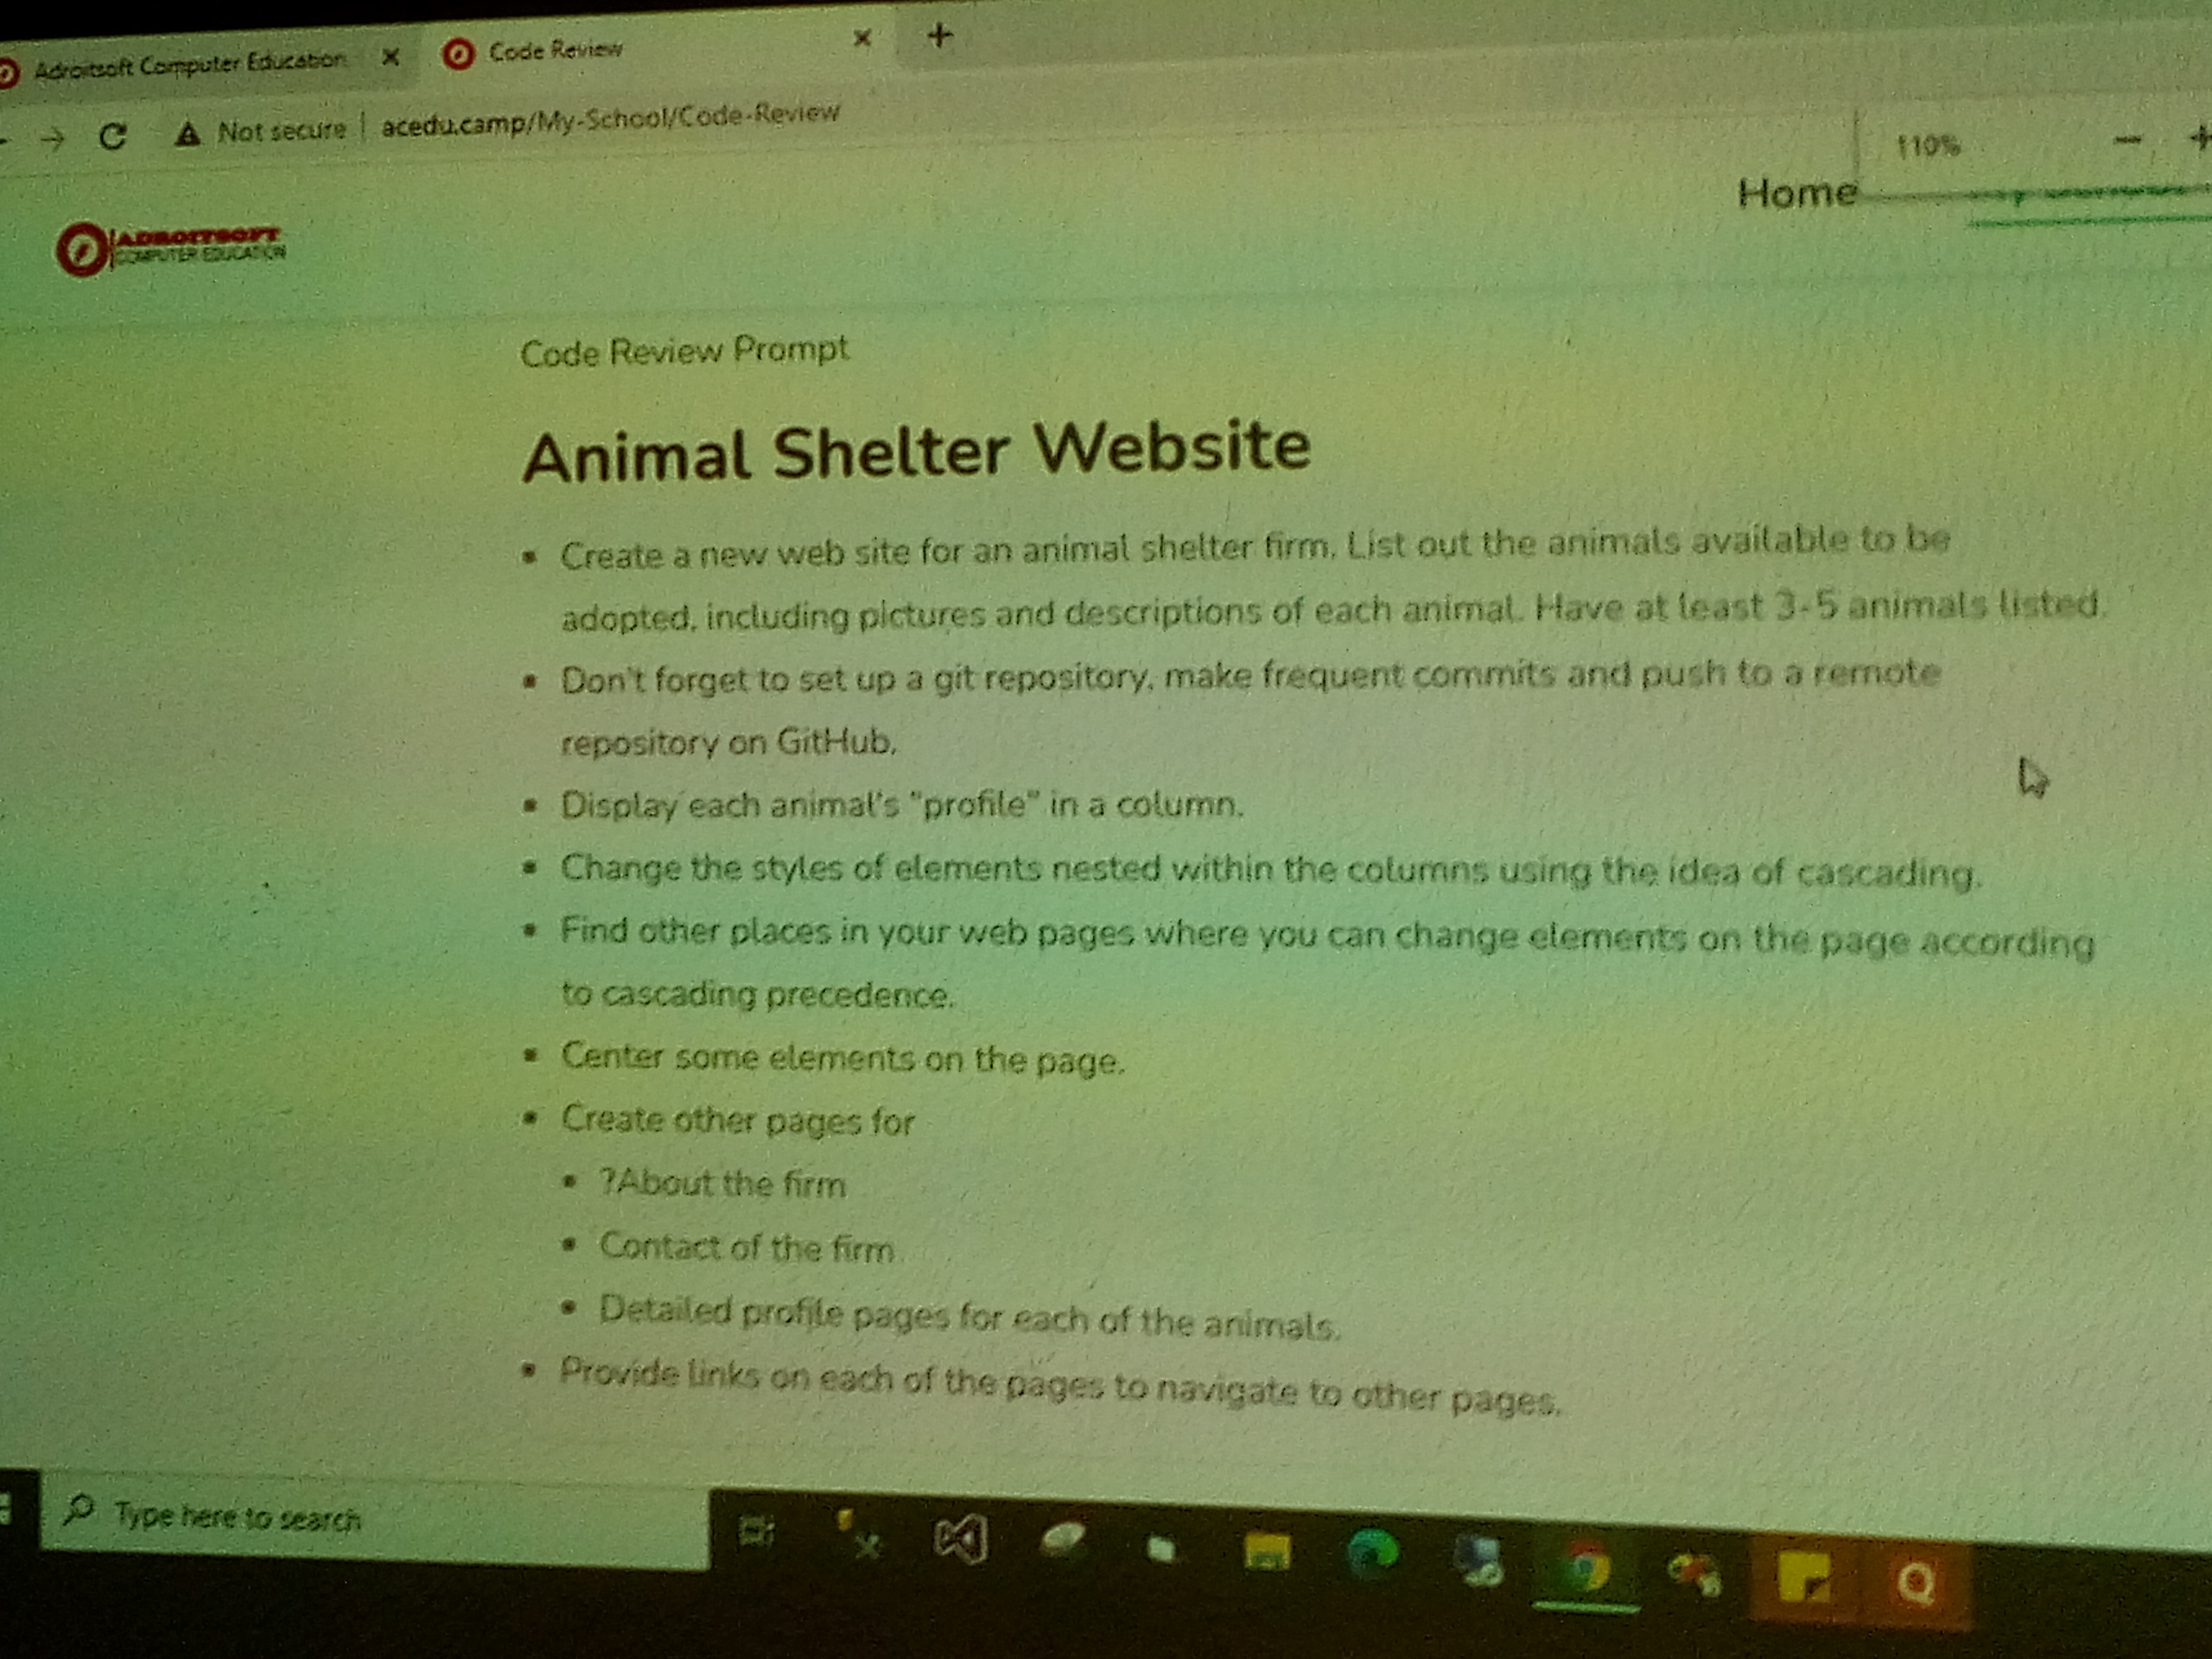 Adroitsoft Computer Education
Code Review
Not secure
acedu.camp/My-School/Code-Review
110%
Home
ADROITSOFT
COMPUTER EDUCATION
Code Review Prompt
Animal Shelter Website
Create a new web site for an animal shelter firm. List out the animals available to be
adopted, including pictures and descriptions of each animal. Have at least 3-5 animals listed.
Don't forget to set up a git repository, make frequent commits and push to a remote
repository on GitHub.
Display each animal's "profile" in a column.
Change the styles of elements nested within the columns using the idea of cascading.
Find other places in your web pages where you can change elements on the page according
to cascading precedence.
Center some elements on the page.
Create other pages for
?About the firm
Contact of the firm
Detailed profile pages for each of the animals.
Provide links on each of the pages to navigate to other pages.
Type here to search